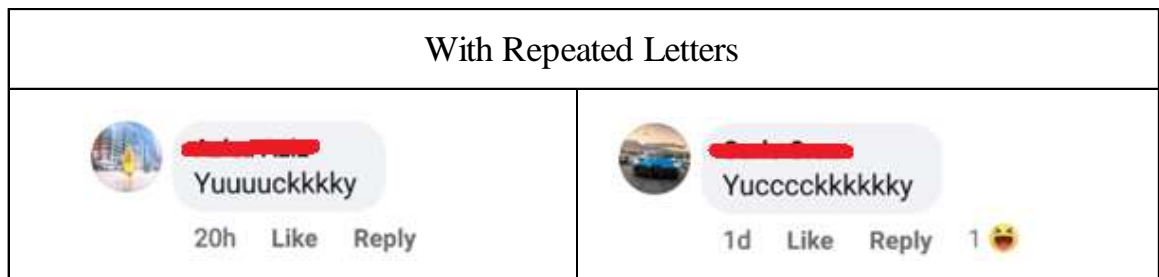 With Repeated Letters
Yuuuuckkkky
20h Like Reply
Yucccckkkkkky
1d Like Reply 1